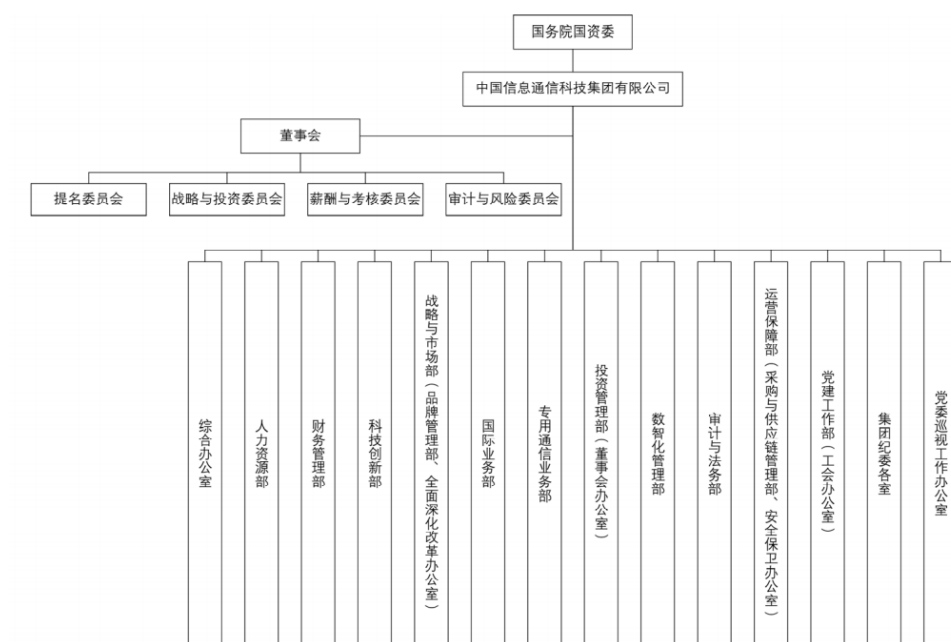 国务院国资委
中国信息通信科技集团有限公司
董事会
提名委员会
战略与投资委员会
薪酬与考核委员会
审计与风险委员会
综合办公室
人力资源部
财务管理部
科技创新部
战略与市场部（品牌管理部、全面深化改革办公室）
国际业务部
专用通信业务部
投资管理部（董事会办公室）
数智化管理部
审计与法务部
运营保障部（采购与供应链管理部、安全保卫办公室）
党建工作部（工会办公室）
集团纪委各室
党委巡视工作办公室